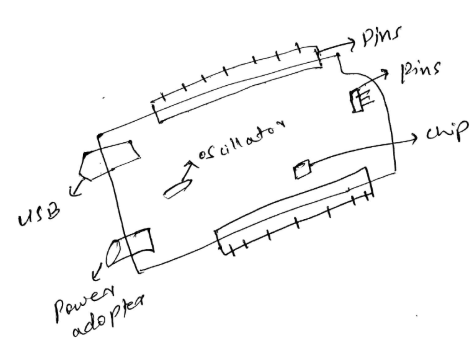 Pins
pins
oscillator
chip
USB
Power
adopter